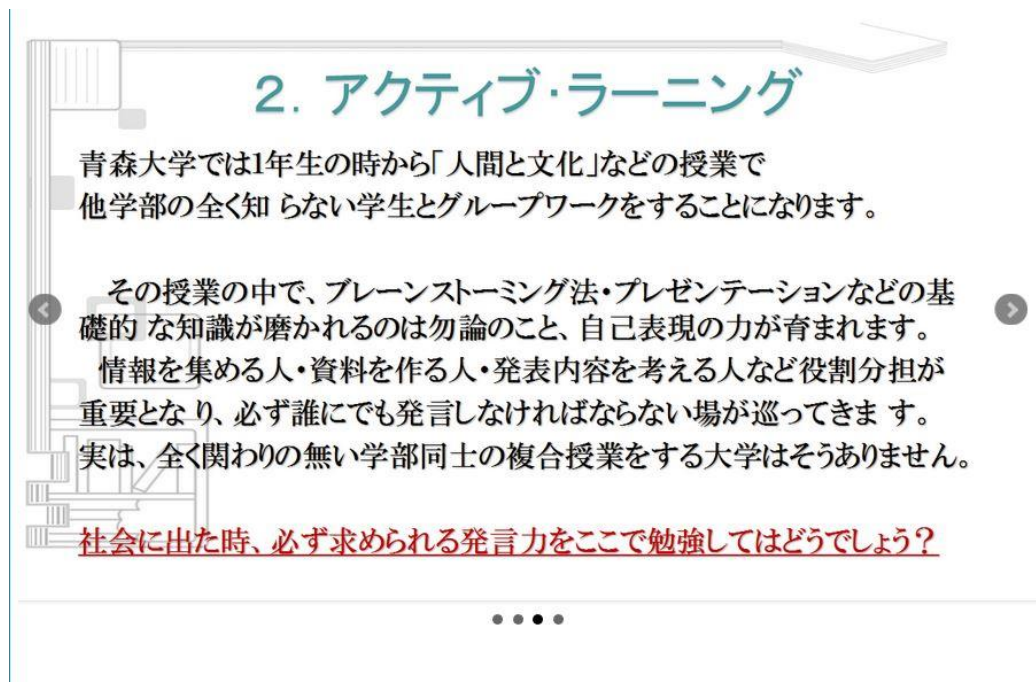 2. アクティブ・ラーニング
青森大学では1年生の時から「人間と文化」などの授業で
他学部の全く知 らない学生とグループワークをすることになります。
その授業の中で、ブレーンストーミング法・プレゼンテーションなどの基
礎的 な知識が磨かれるのは勿論のこと、自己表現の力が育まれます。
情報を集める人・資料を作る人・発表内容を考える人など役割分担が
重要とな り、必ず誰にでも発言しなければならない場が巡ってきま す。
実は、全く関わりの無い学部同士の複合授業をする大学はそうありません。
社会に出た時、必ず求められる発言力をここで勉強してはどうでしょう？